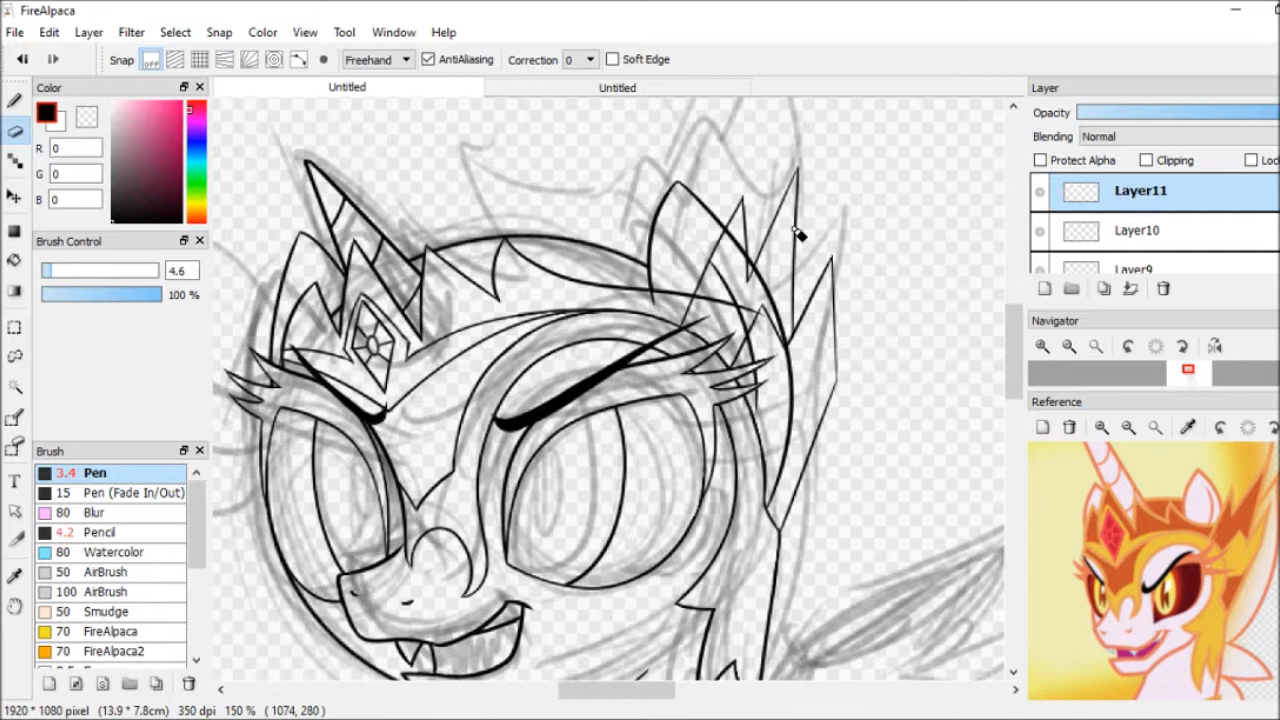 FireAlpaca
File Edit Layer Filter Select Snap Color View Tool Window Help
Snap off Freehand AntiAliasing Correction 0 Soft Edge
Color Untitled Untitled Layer
Opacity
R 0
Blending Normal
G 0
Protect Alpha Clipping Loc
B 0
Layer11
Layer10
Brush Control
Layer9
4.6
100 %
Navigator
Reference
Brush
3.4 Pen
15 Pen (Fade In/Out)
80 Blur
4.2 Pencil
80 Watercolor
50 AirBrush
100 AirBrush
50 Smudge
70 FireAlpaca
70 FireAlpaca2
1920 * 1080 pixel (13.9 * 7.8cm) 350 dpi 150 % ( 1074, 280 )